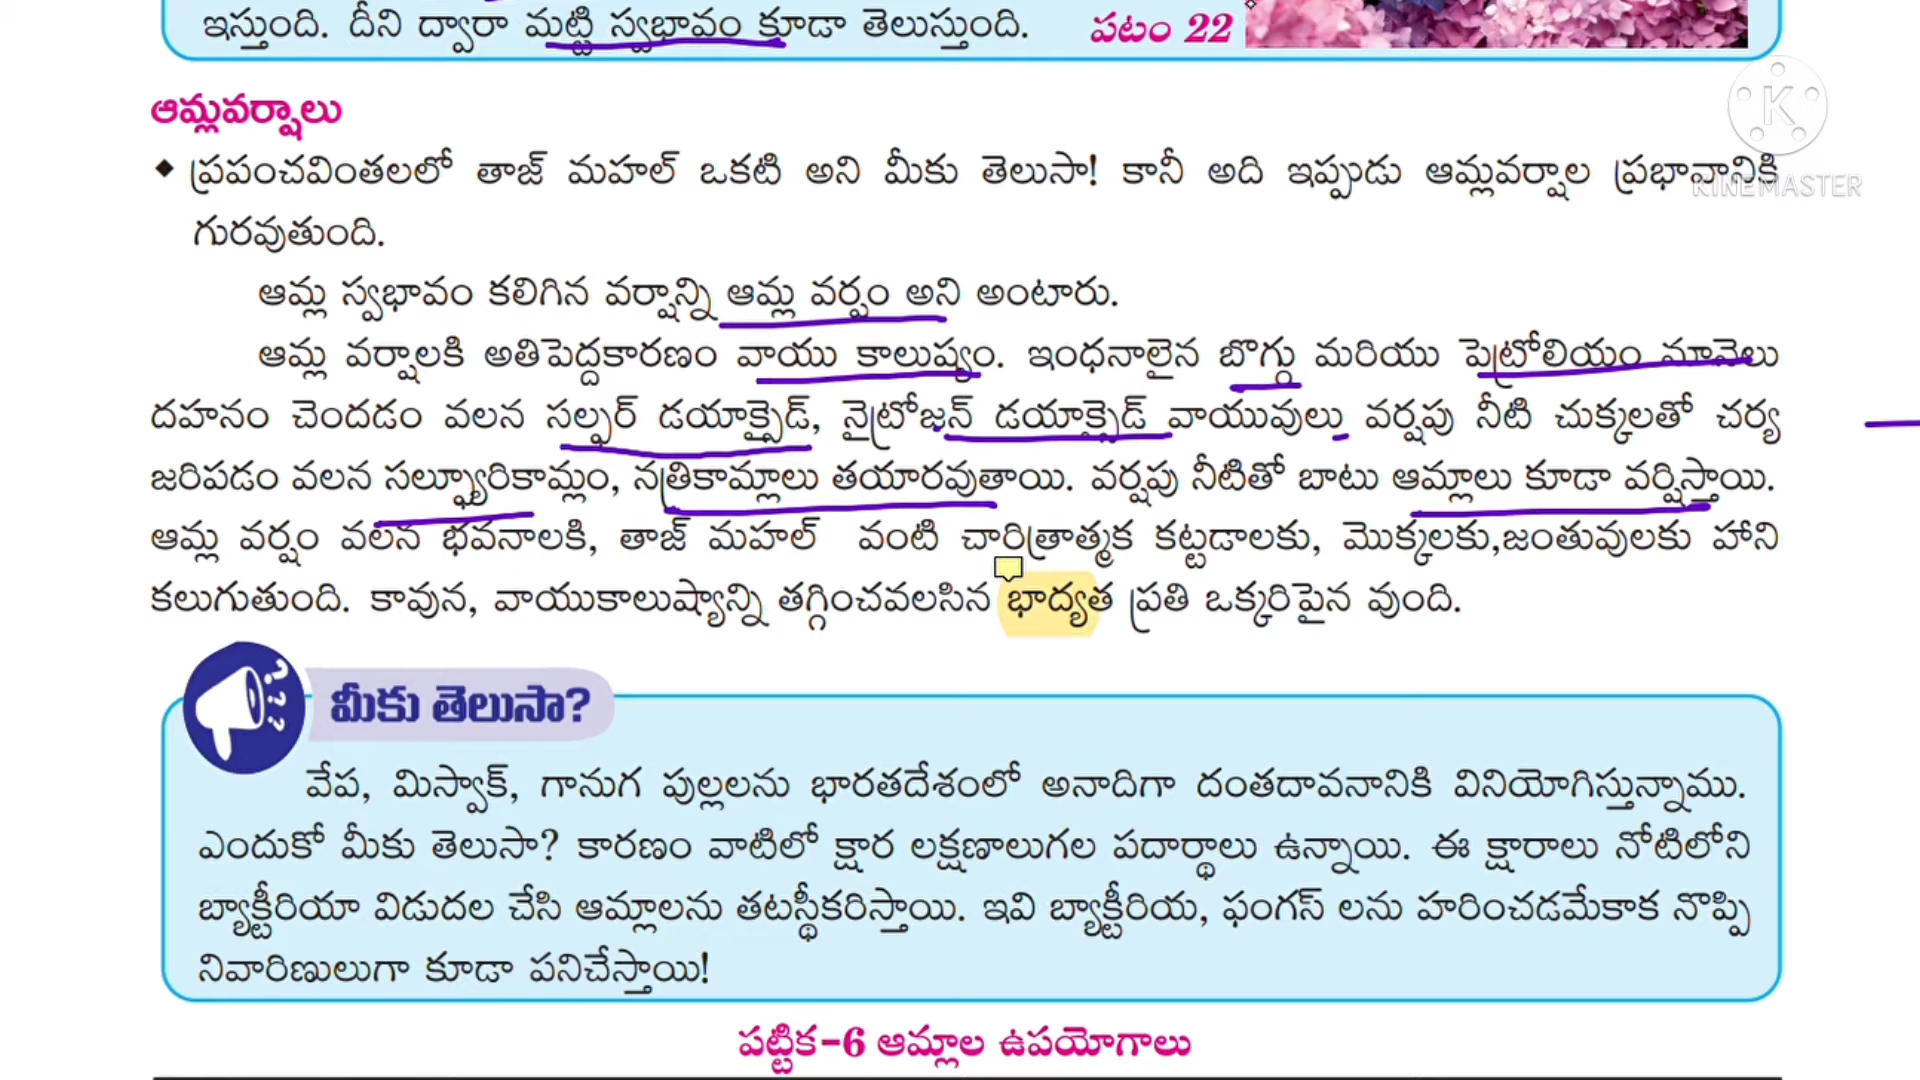 ఇస్తుంది. దీని ద్వారా మట్టి స్వభావం కూడా తెలుస్తుంది. పటం 22
ఆమ్లవర్షాలు
◆ ప్రపంచవింతలలో తాజ్ మహల్ ఒకటి అని మీకు తెలుసా! కానీ అది ఇప్పుడు ఆమ్లవర్షాల ప్రభావానికి
KINEMASTER
గురవుతుంది.
ఆమ్ల స్వభావం కలిగిన వర్షాన్ని ఆమ్ల వర్షం అని అంటారు.
ఆమ్ల వర్షాలకి అతిపెద్దకారణం వాయు కాలుష్యం. ఇంధనాలైన బొగ్గు మరియు పెట్రోలియం మావెలు
దహనం చెందడం వలన సల్ఫర్ డయాక్సైడ్, నైట్రోజన్ డయాక్సైడ్ వాయువులు వర్షపు నీటి చుక్కలతో చర్య
జరిపడం వలన సల్ఫ్యూరికామ్లం, నత్రికామ్లాలు తయారవుతాయి. వర్షపు నీటితో బాటు ఆమ్లాలు కూడా వర్షిస్తాయి.
ఆమ్ల వర్షం వలన భవనాలకి, తాజ్ మహల్ వంటి చారిత్రాత్మక కట్టడాలకు, మొక్కలకు,జంతువులకు హాని
కలుగుతుంది. కావున, వాయుకాలుష్యాన్ని తగ్గించవలసిన భాద్యత ప్రతి ఒక్కరిపైన వుంది.
మీకు తెలుసా?
వేప, మిస్వాక్, గానుగ పుల్లలను భారతదేశంలో అనాదిగా దంతదావనానికి వినియోగిస్తున్నాము.
ఎందుకో మీకు తెలుసా? కారణం వాటిలో క్షార లక్షణాలుగల పదార్థాలు ఉన్నాయి. ఈ క్షారాలు నోటిలోని
బ్యాక్టీరియా విడుదల చేసి ఆమ్లాలను తటస్థీకరిస్తాయి. ఇవి బ్యాక్టీరియ, ఫంగస్ లను హరించడమేకాక నొప్పి
నివారిణులుగా కూడా పనిచేస్తాయి!
పట్టిక-6 ఆమ్లాల ఉపయోగాలు